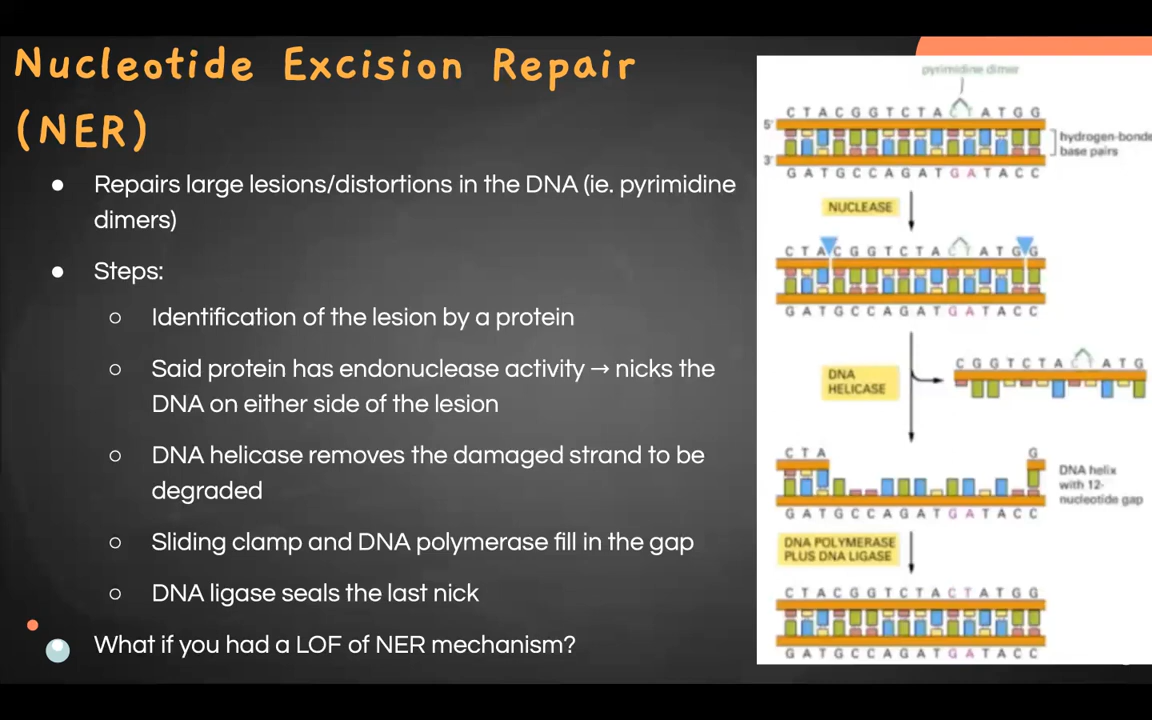 Nucleotide Excision Repair
(NER)
● Repairs large lesions/distortions in the DNA (ie. pyrimidine
dimers)
● Steps:
○ Identification of the lesion by a protein
○ Said protein has endonuclease activity → nicks the
DNA on either side of the lesion
○ DNA helicase removes the damaged strand to be
degraded
○ Sliding clamp and DNA polymerase fill in the gap
○ DNA ligase seals the last nick
What if you had a LOF of NER mechanism?
pyrimidine dimer
C T A C G G T C T A C T A T G G
5'
hydrogen-bonde
base pairs
3'
G A T G C C A G A T G A T A C C
NUCLEASE
C T A C G G T C T A C T A T G G
G A T G C C A G A T G A T A C C
DNA
HELICASE
C G G T C T A C T A T G
C T A G
DNA helix
with 12-
nucleotide gap
G A T G C C A G A T G A T A C C
DNA POLYMERASE
PLUS DNA LIGASE
C T A C G G T C T A C T A T G G
G A T G C C A G A T G A T A C C